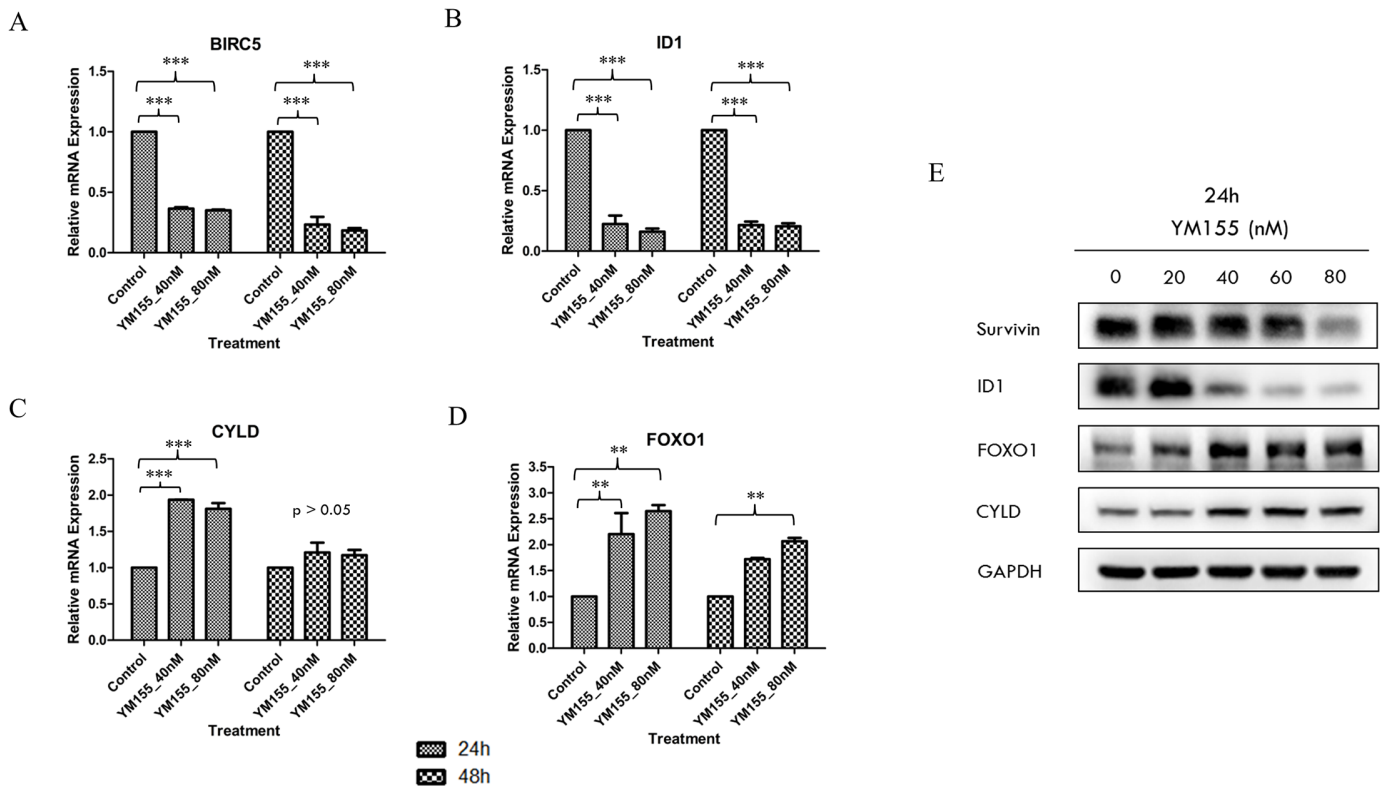 A
BIRC5
Relative mRNA Expression
1.5
1.0
0.5
0.0
***
***
***
***
Control
YM155_40nM
YM155_80nM
Control
YM155_40nM
YM155_80nM
Treatment
B
ID1
Relative mRNA Expression
1.5
1.0
0.5
0.0
***
***
***
***
Control
YM155_40nM
YM155_80nM
Control
YM155_40nM
YM155_80nM
Treatment
C
CYLD
Relative mRNA Expression
2.5
2.0
1.5
1.0
0.5
0.0
***
***
p > 0.05
Control
YM155_40nM
YM155_80nM
Control
YM155_40nM
YM155_80nM
Treatment
D
FOXO1
Relative mRNA Expression
3.5
3.0
2.5
2.0
1.5
1.0
0.5
0.0
**
**
**
Control
YM155_40nM
YM155_80nM
Control
YM155_40nM
YM155_80nM
Treatment
24h
48h
E
24h
YM155 (nM)
0 20 40 60 80
Survivin
ID1
FOXO1
CYLD
GAPDH